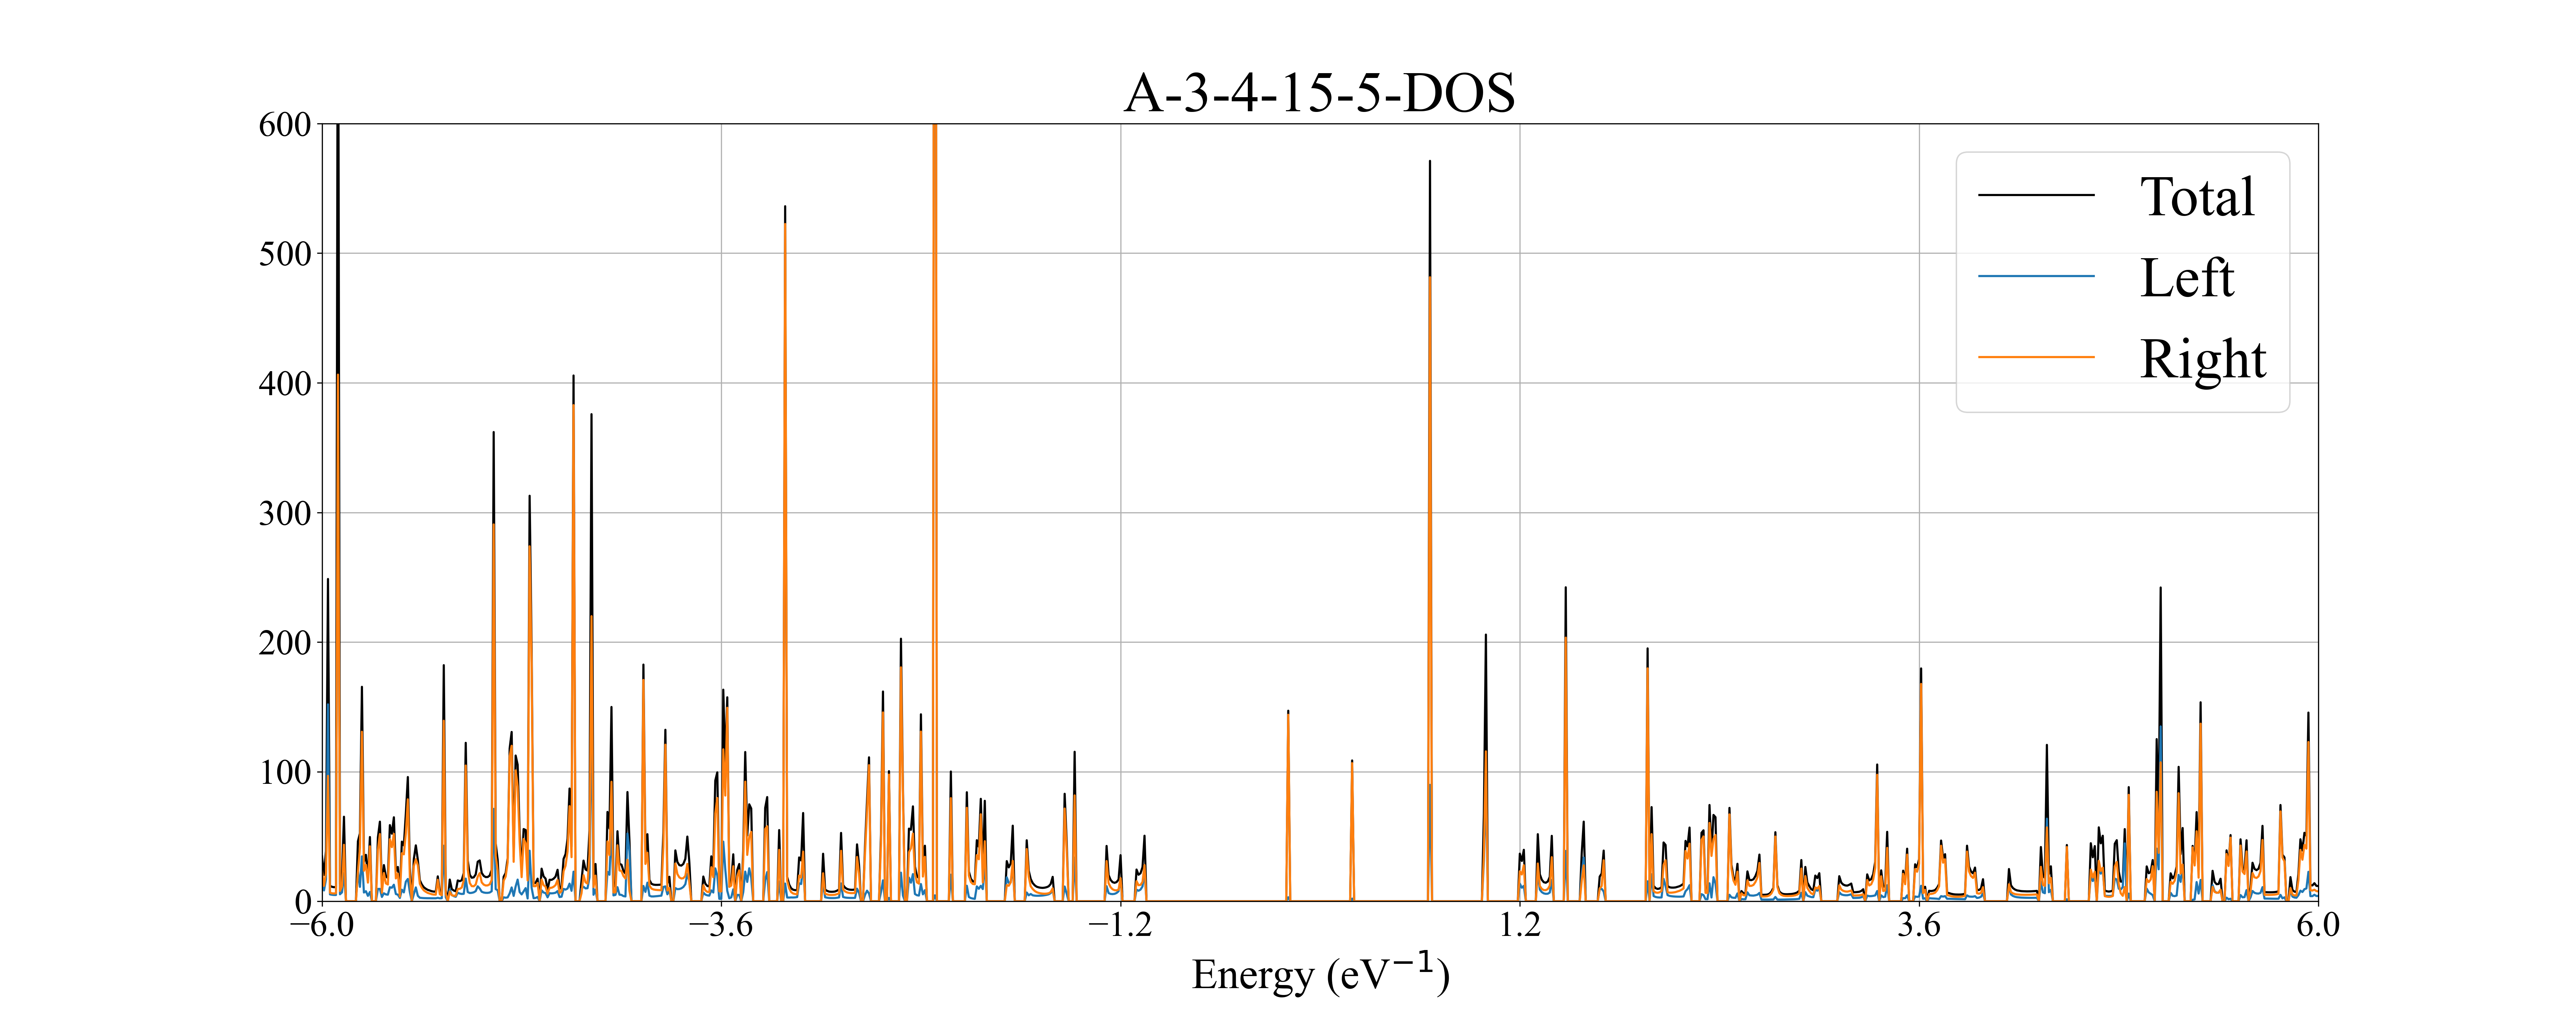 A-3-4-15-5-DOS
600
500
400
300
200
100
0
Total
Left
Right
−6.0 −3.6 −1.2 1.2 3.6 6.0
Energy (eV⁻¹)